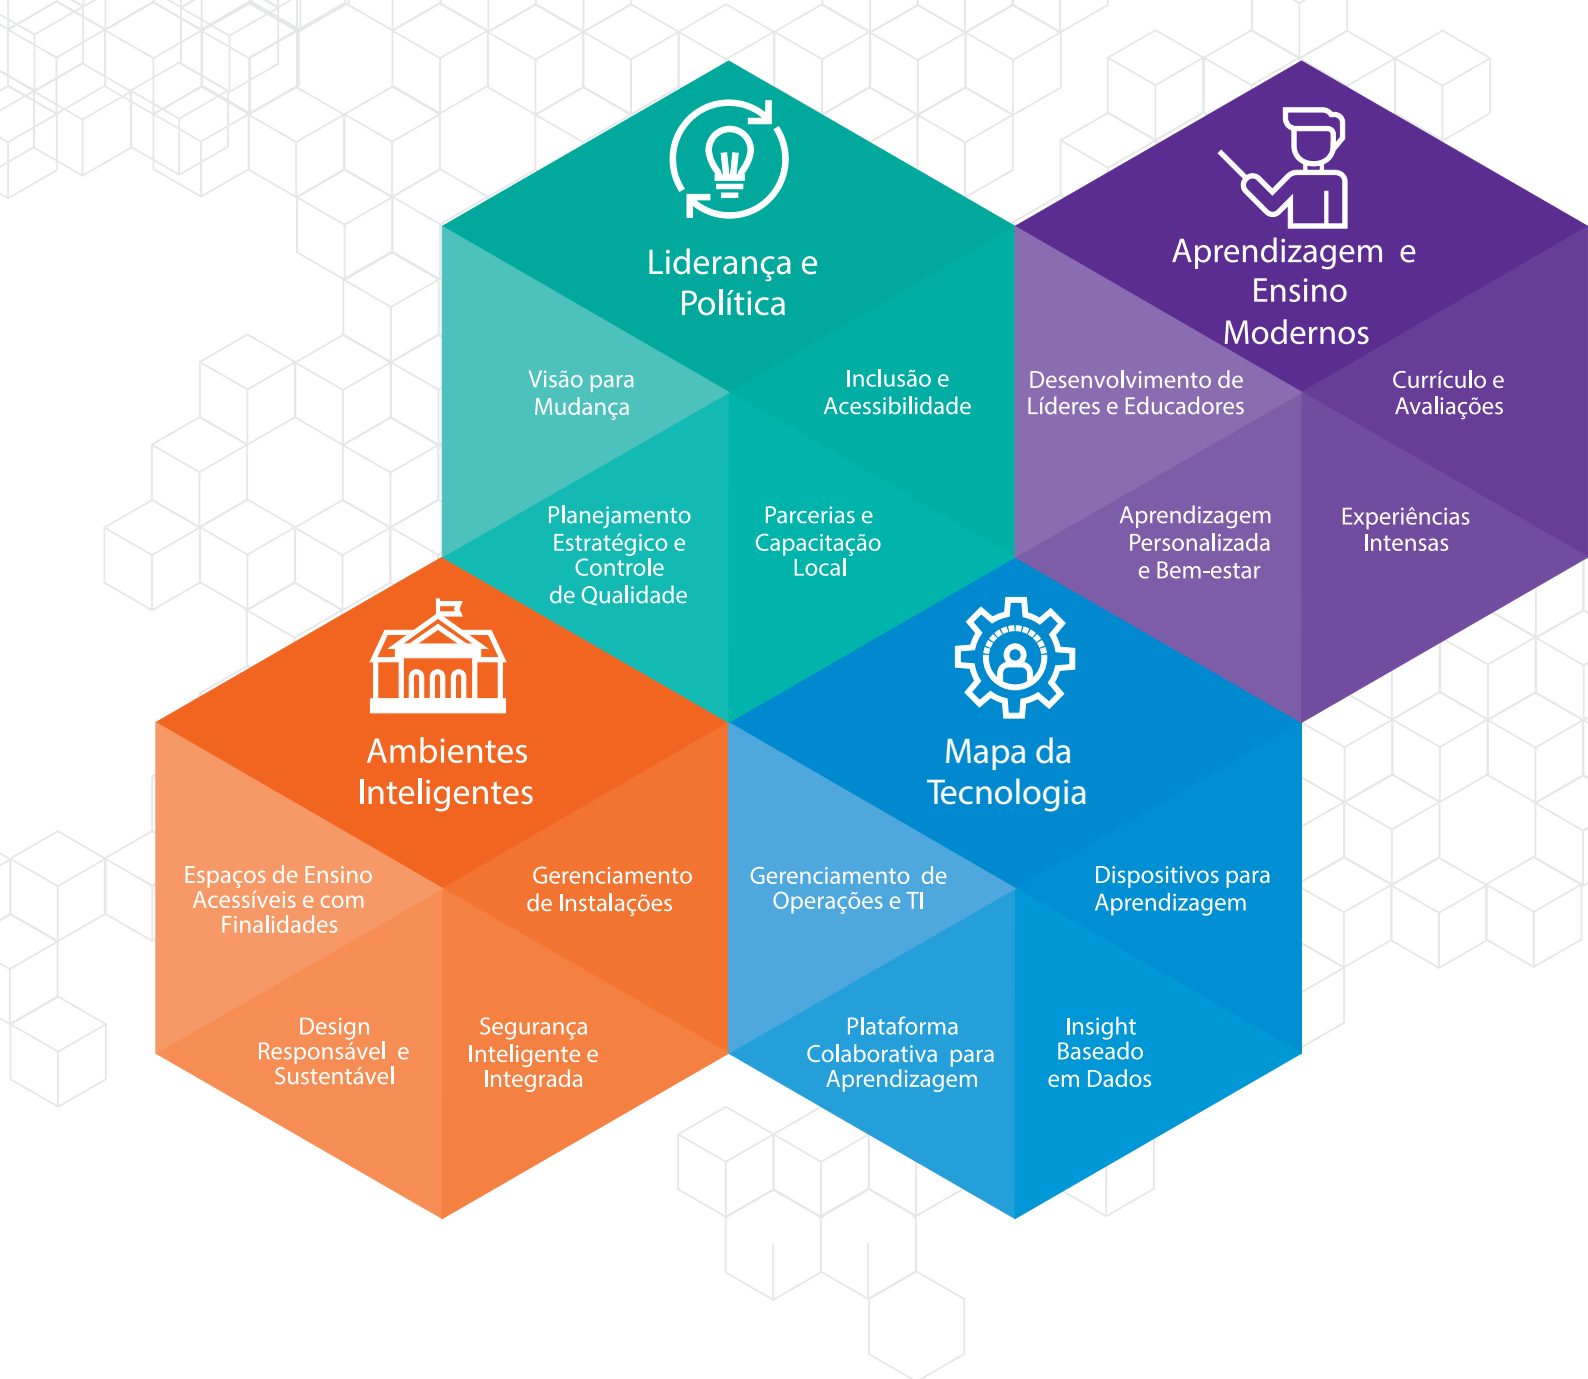 Liderança e
Política
Visão para
Mudança
Inclusão e
Acessibilidade
Planejamento
Estratégico e
Controle
de Qualidade
Parcerias e
Capacitação
Local
Aprendizagem e
Ensino
Modernos
Desenvolvimento de
Líderes e Educadores
Currículo e
Avaliações
Aprendizagem
Personalizada
e Bem-estar
Experiências
Intensas
Ambientes
Inteligentes
Espaços de Ensino
Acessíveis e com
Finalidades
Gerenciamento
de Instalações
Design
Responsável e
Sustentável
Segurança
Inteligente e
Integrada
Mapa da
Tecnologia
Gerenciamento de
Operações e TI
Dispositivos para
Aprendizagem
Plataforma
Colaborativa para
Aprendizagem
Insight
Baseado
em Dados